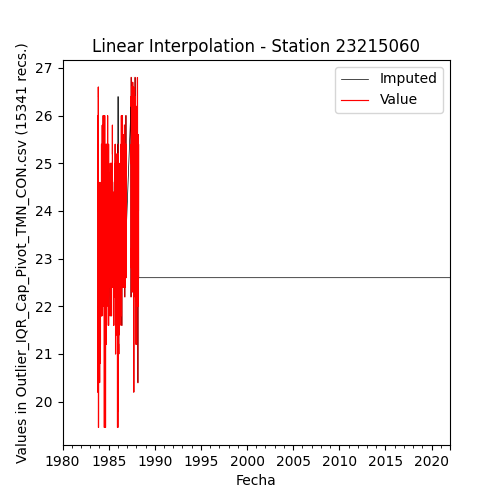 Linear Interpolation - Station 23215060
Values in Outlier_IQR_Cap_Pivot_TMN_CON.csv (15341 recs.)
27
26
25
24
23
22
21
20
Imputed
Value
1980 1985 1990 1995 2000 2005 2010 2015 2020
Fecha